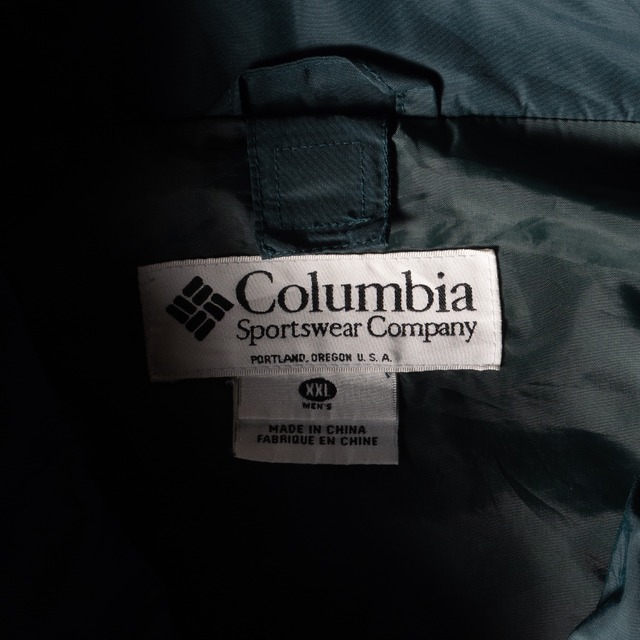 Columbia
Sportswear Company
PORTLAND, OREGON U.S.A.
XXL
MEN'S
MADE IN CHINA
FABRIQUE EN CHINE